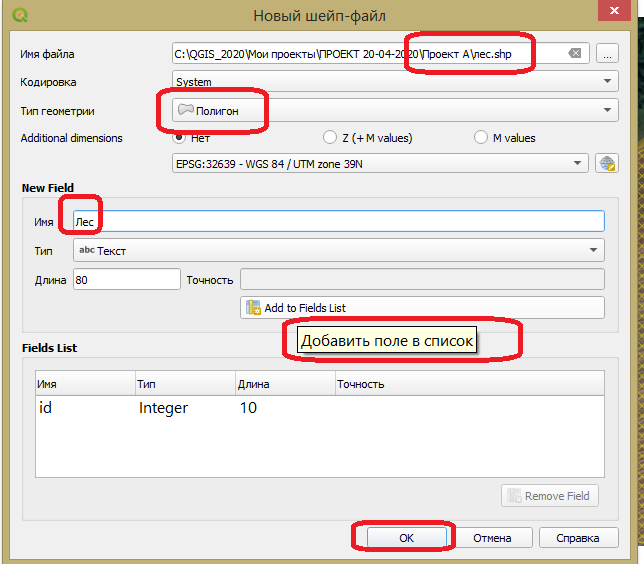 Новый шейп-файл
Имя файла C:\QGIS_2020\Мои проекты\ПРОЕКТ 20-04-2020\Проект А\лес.shp ...
Кодировка System
Тип геометрии Полигон
Additional dimensions Нет Z (+ M values) M values
EPSG:32639 - WGS 84 / UTM zone 39N
New Field
Имя Лес
Тип abc Текст
Длина 80 Точность
Add to Fields List
Добавить поле в список
Fields List
Имя Тип Длина Точность
id Integer 10
Remove Field
OK Отмена Справка